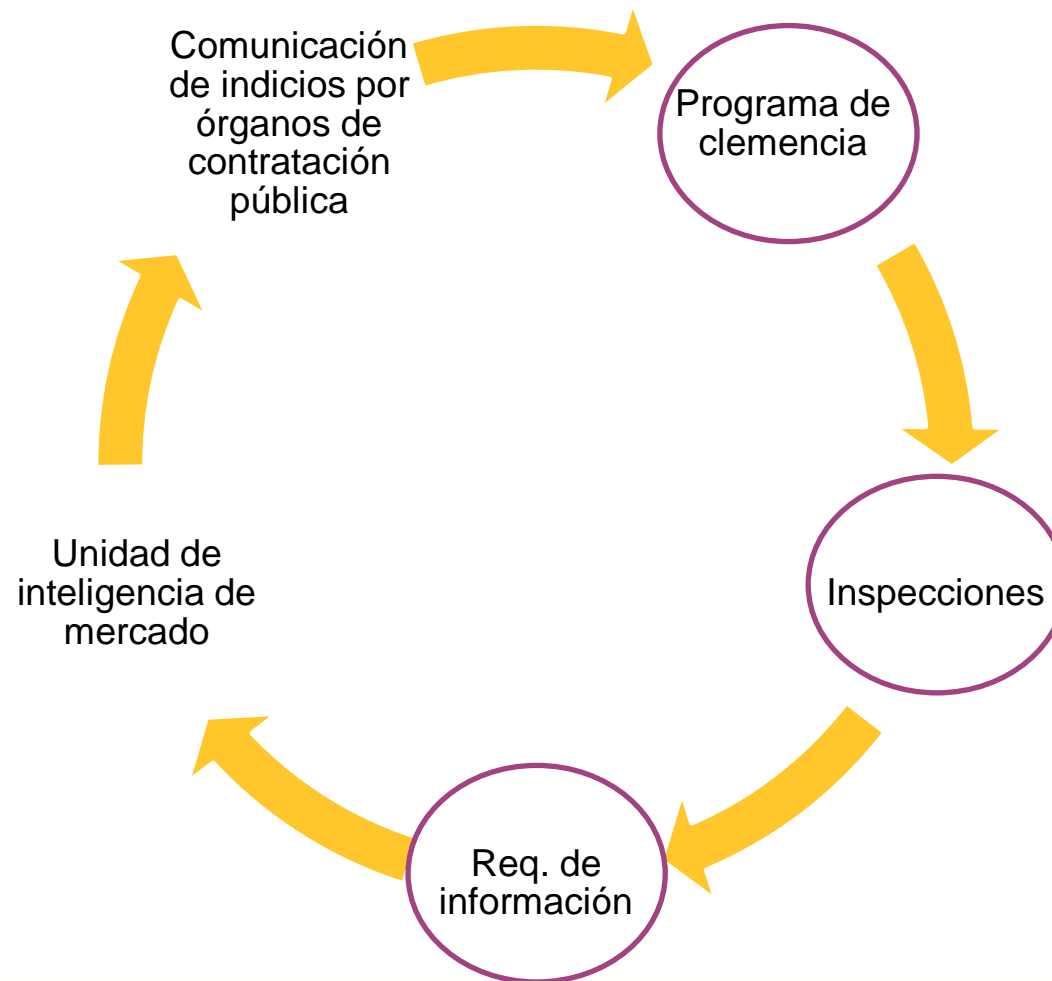 Comunicación
de indicios por
órganos de
contratación
pública
Programa de
clemencia
Inspecciones
Req. de
información
Unidad de
inteligencia de
mercado